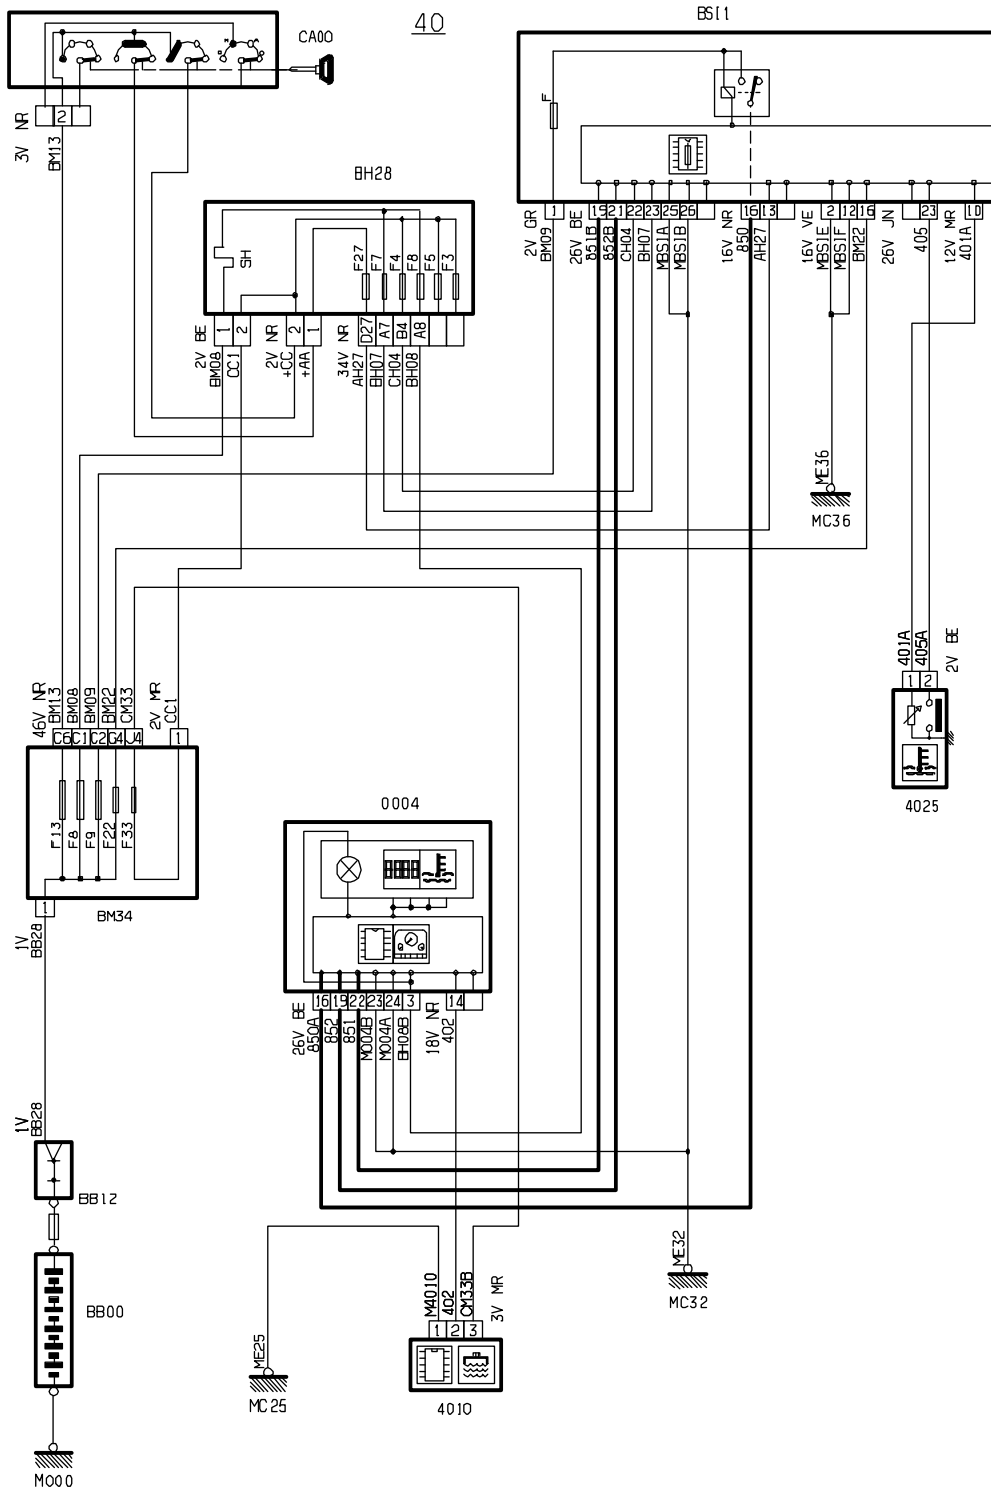 40
BSI1
CA00
F
2
3V NR
BM13
BH28
SH
F27
F7
F4
F8
F5
F3
1
2
2
1
D27
A7
B4
A8
2V BE
BM08
CC1
2V NR
+CC
+AA
34V NR
AH27
BH07
CH04
BH08
1
15
21
22
23
25
26
16
13
2
12
16
23
10
2V GR
BM09
26V BE
851B
852B
CH04
BH07
MBSIA
MBSIB
16V NR
850
AH27
16V VE
MBSIE
MBSIF
BM22
26V JN
405
12V MR
401A
ME36
MC36
401A
405A
2V BE
1
2
4025
46V NR
BM13
BM08
BM09
BM22
CM33
2V MR
CC1
C6
C1
C2
G4
J4
1
F13
F8
F9
F22
F33
1
BM34
1V
BB28
0004
16
19
22
23
24
3
14
26V BE
850A
852
851
M004B
M004A
BH08B
18V NR
402
1V
BB28
BB12
BB00
M000
ME25
MC25
M4010
402
CM33B
3V MR
1
2
3
4010
ME32
MC32